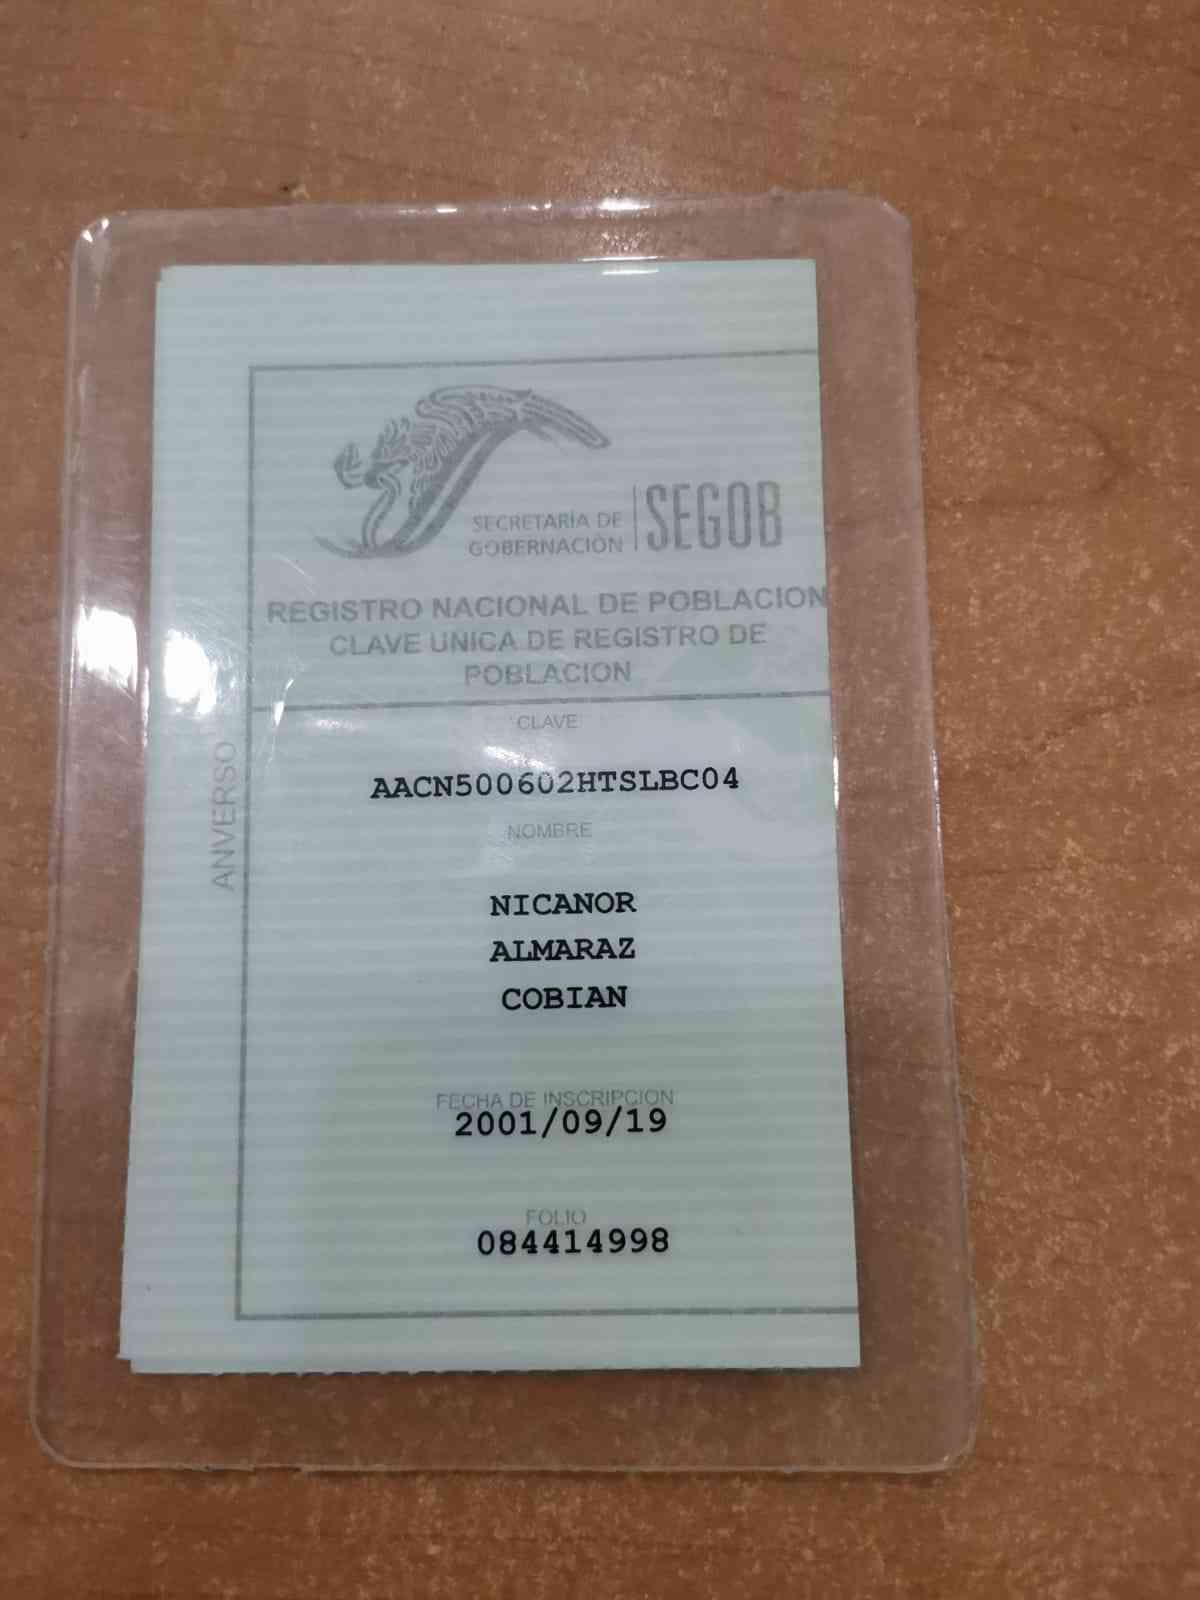 SECRETARÍA DE
GOBERNACIÓN
SEGOB
REGISTRO NACIONAL DE POBLACION
CLAVE UNICA DE REGISTRO DE
POBLACION
CLAVE
AACN500602HTSLBC04
NOMBRE
NICANOR
ALMARAZ
COBIAN
FECHA DE INSCRIPCION
2001/09/19
FOLIO
084414998
ANVERSO